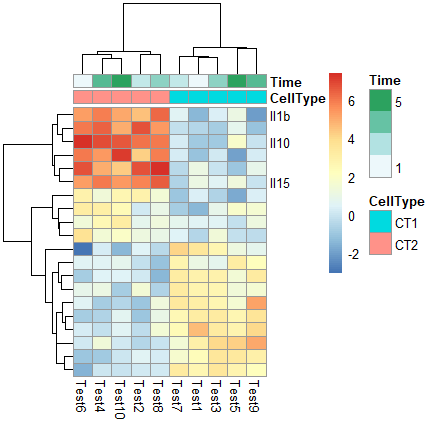 Time
CellType
Il1b
Il10
Il15
Test6
Test4
Test10
Test2
Test8
Test7
Test1
Test3
Test5
Test9
6
4
2
0
-2
Time
5
1
CellType
CT1
CT2